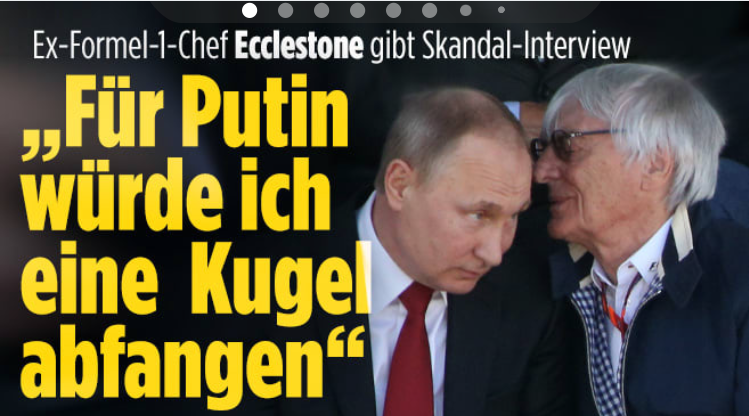 Ex-Formel-1-Chef Ecclestone gibt Skandal-Interview
„Für Putin
würde ich
eine Kugel
abfangen“